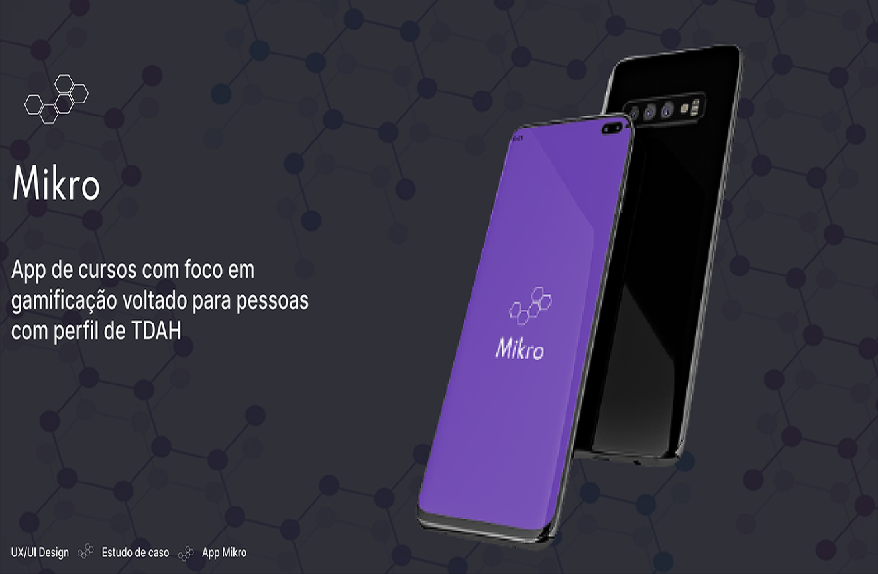 Mikro
App de cursos com foco em
gamificação voltado para pessoas
com perfil de TDAH
Mikro
UX/UI Design Estudo de caso App Mikro